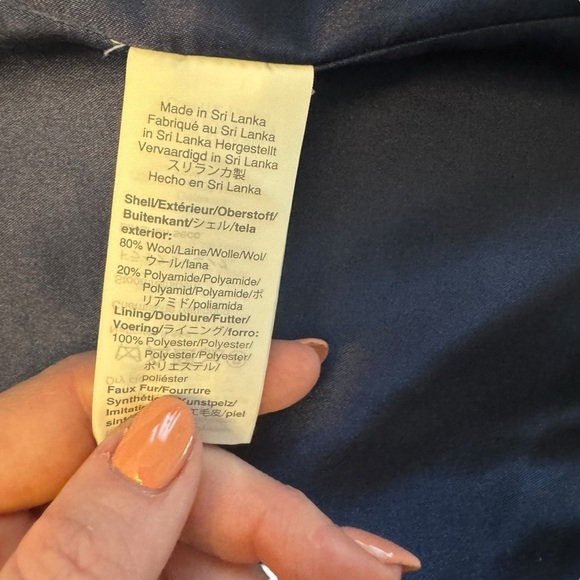 Made in Sri Lanka
Fabriqué au Sri Lanka
in Sri Lanka Hergestellt
Vervaardigd in Sri Lanka
スリランカ製
Hecho en Sri Lanka
Shell/Extérieur/Oberstoff/
Buitenkant/シェル/tela
exterior:
80% Wool/Laine/Wolle/Wol/
ウール/lana
20% Polyamide/Polyamide/
Polyamid/Polyamide/ポ
リアミド/poliamida
Lining/Doublure/Futter/
Voering/ライニング/forro:
100% Polyester/Polyester/
Polyester/Polyester/
ポリエステル/
poliéster
Faux Fur/Fourrure
Kunstpelz/
毛皮/piel